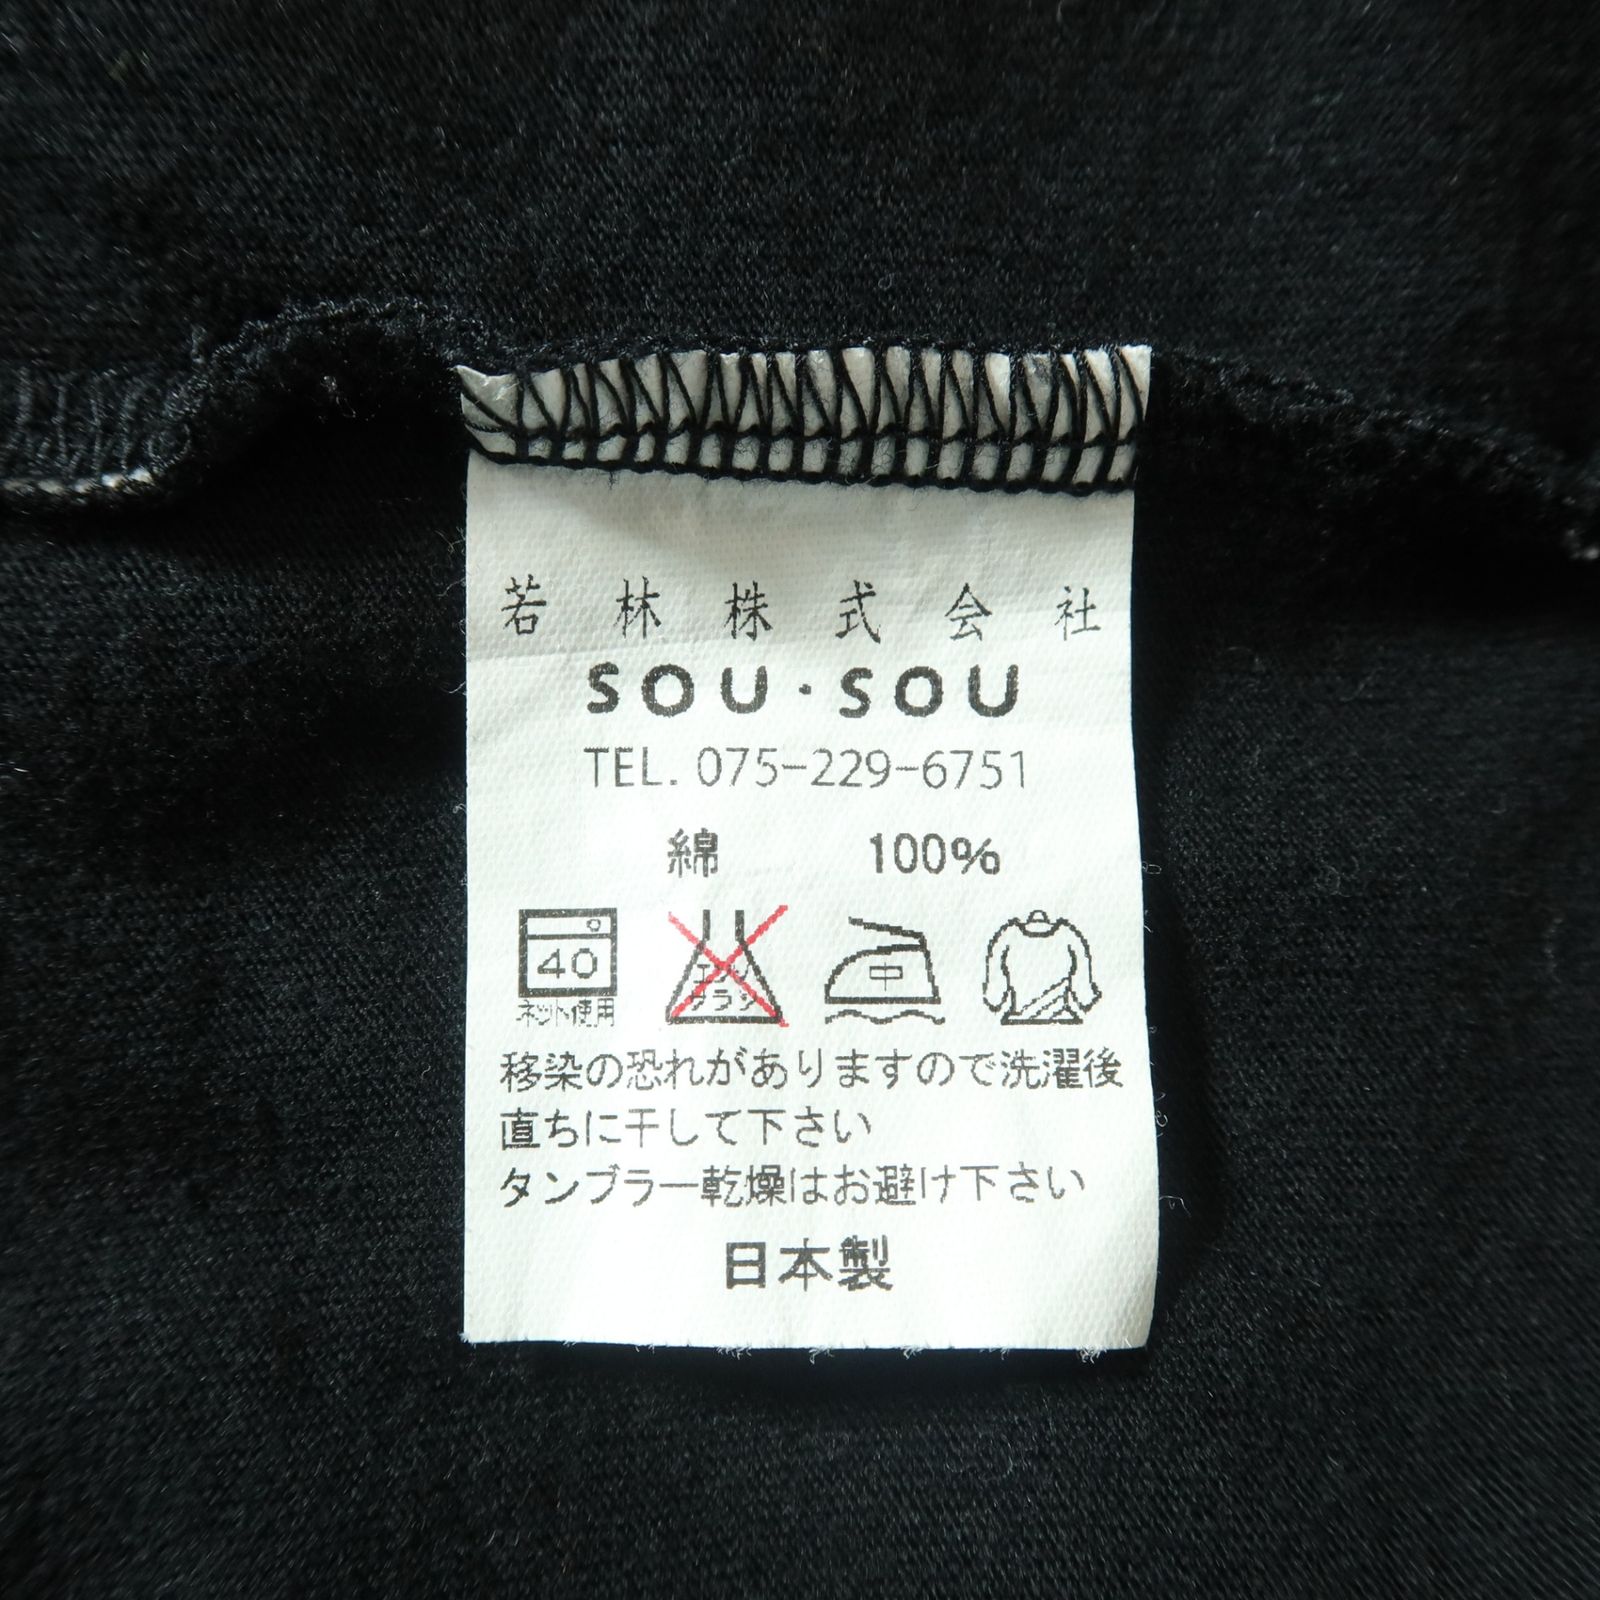 若林株式会社
SOU・SOU
TEL. 075-229-6751
綿 100%
40 エンソ 中
ネット使用 サラシ
移染の恐れがありますので洗濯後
直ちに干して下さい
タンブラー乾燥はお避け下さい
日本製